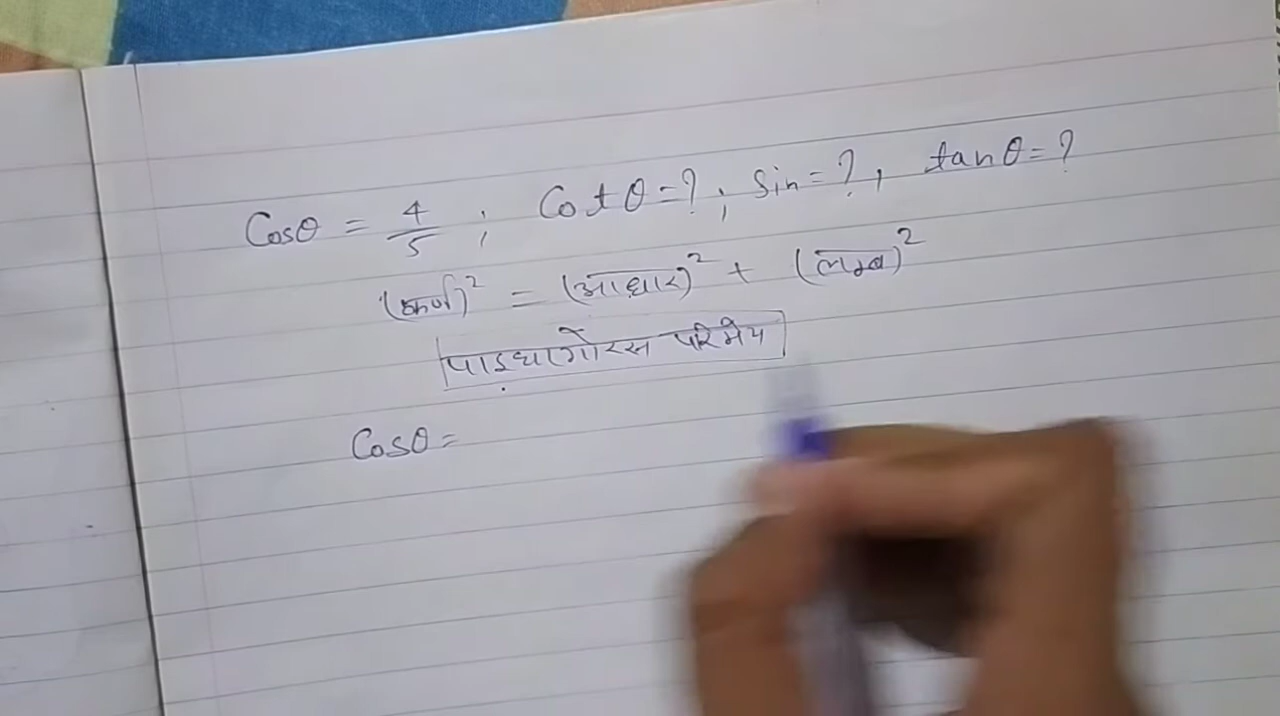 Cosθ = 4/5 ; Cotθ = ? ; Sin = ? , tanθ = ?
(कर्ण)² = (आधार)² + (लम्ब)²
पाइथागोरस परिमेय
Cosθ =